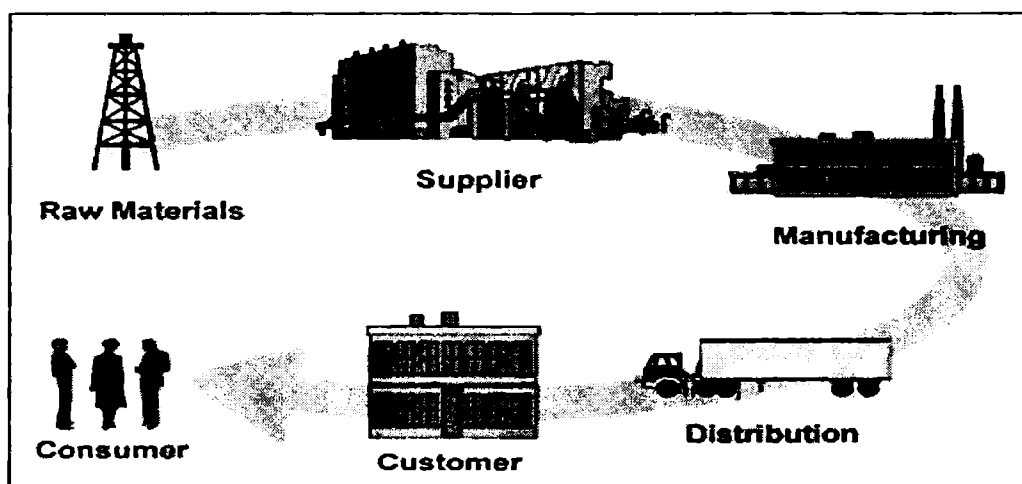 Raw Materials
Supplier
Manufacturing
Distribution
Customer
Consumer